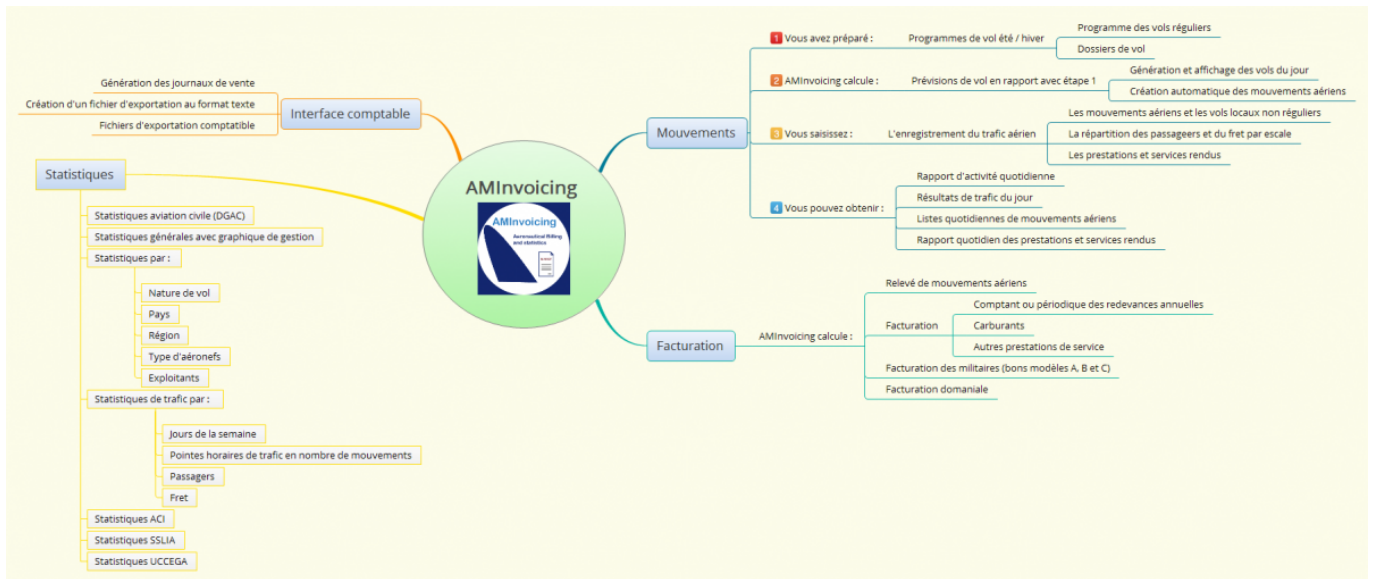 AMInvoicing
AMInvoicing
Aeronautical Billing
and statistics
Interface comptable
Génération des journaux de vente
Création d'un fichier d'exportation au format texte
Fichiers d'exportation comptatible
Statistiques
Statistiques aviation civile (DGAC)
Statistiques générales avec graphique de gestion
Statistiques par :
Nature de vol
Pays
Région
Type d'aéronefs
Exploitants
Statistiques de trafic par :
Jours de la semaine
Pointes horaires de trafic en nombre de mouvements
Passagers
Fret
Statistiques ACI
Statistiques SSLIA
Statistiques UCCEGA
Mouvements
1 Vous avez préparé :
Programmes de vol été / hiver
Programme des vols réguliers
Dossiers de vol
2 AMInvoicing calcule :
Prévisions de vol en rapport avec étape 1
Génération et affichage des vols du jour
Création automatique des mouvements aériens
3 Vous saisissez :
L'enregistrement du trafic aérien
Les mouvements aériens et les vols locaux non réguliers
La répartition des passageers et du fret par escale
Les prestations et services rendus
4 Vous pouvez obtenir :
Rapport d'activité quotidienne
Résultats de trafic du jour
Listes quotidiennes de mouvements aériens
Rapport quotidien des prestations et services rendus
Facturation
AMInvoicing calcule :
Relevé de mouvements aériens
Facturation
Comptant ou périodique des redevances annuelles
Carburants
Autres prestations de service
Facturation des militaires (bons modèles A, B et C)
Facturation domaniale